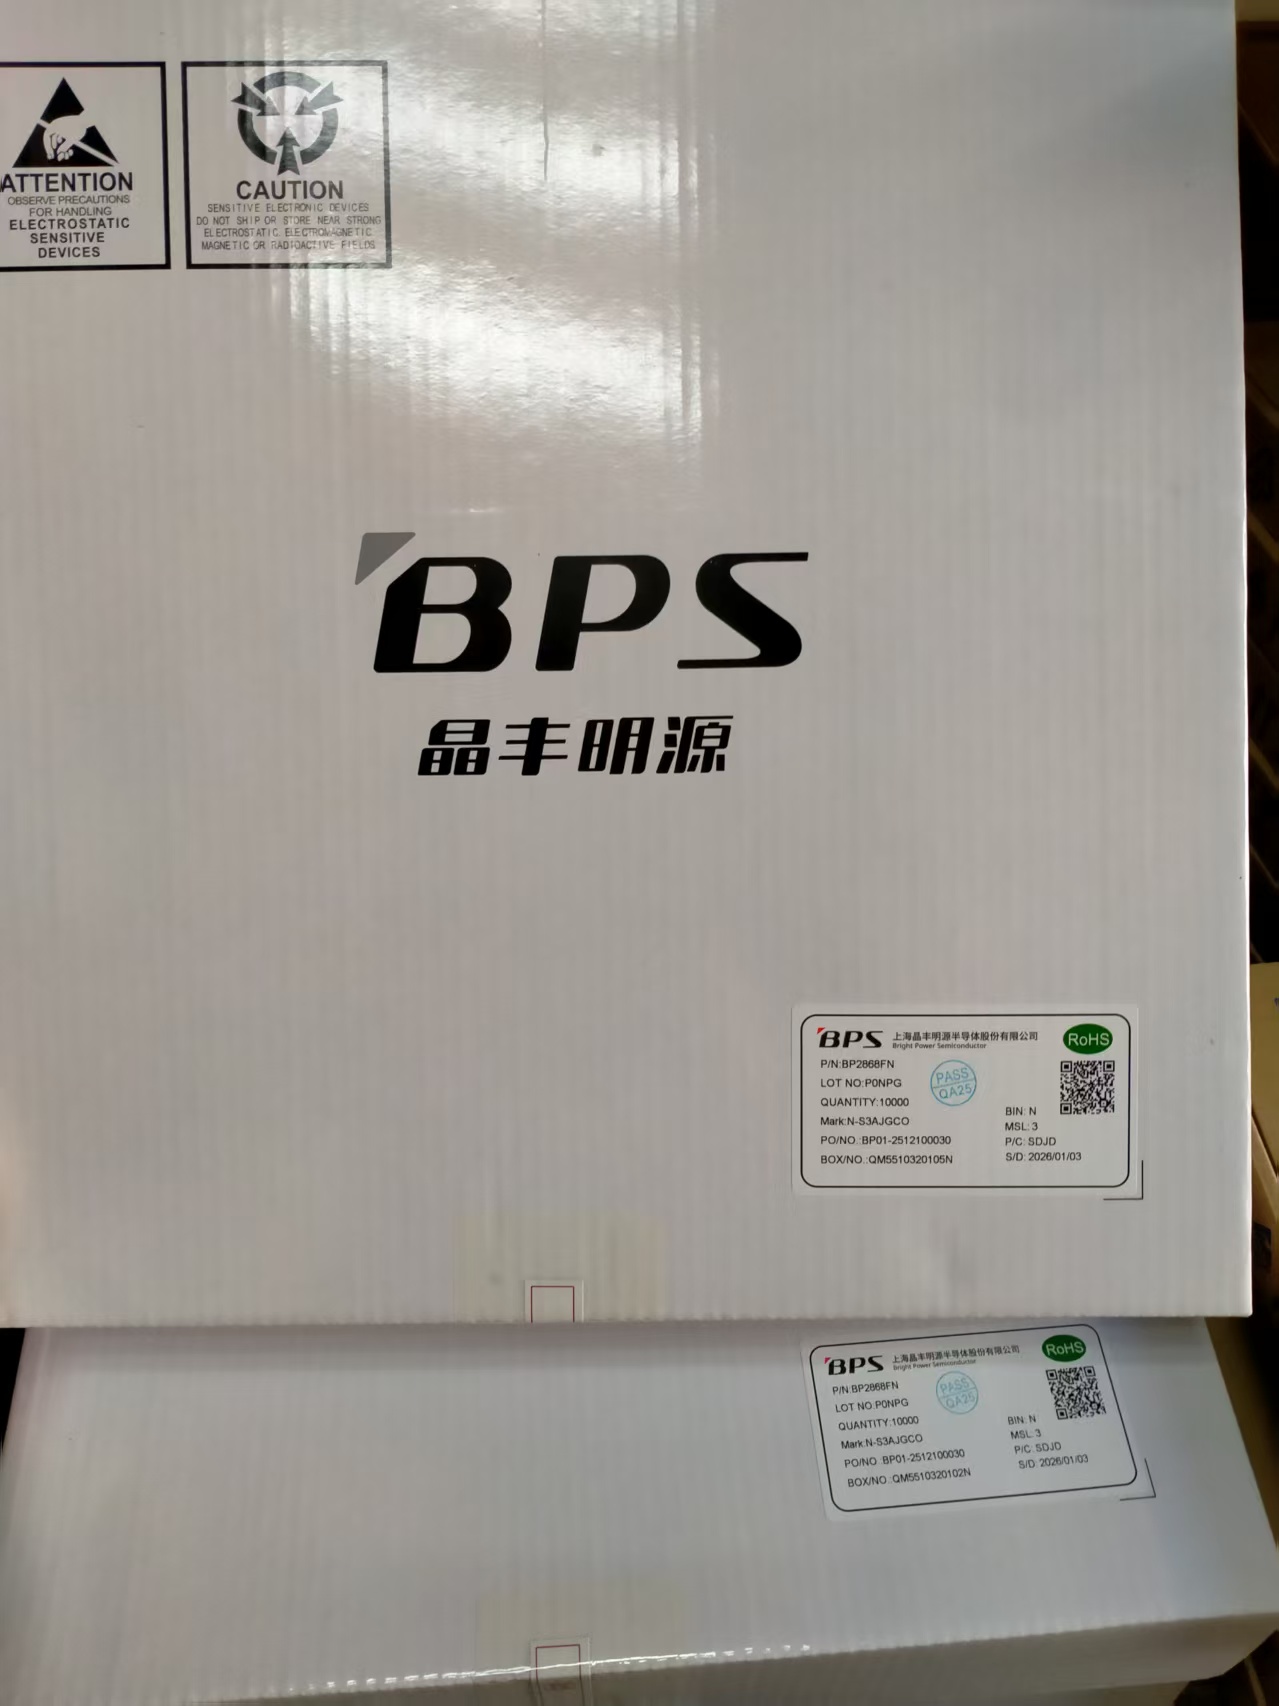 ATTENTION
OBSERVE PRECAUTIONS
FOR HANDLING
ELECTROSTATIC
SENSITIVE
DEVICES
CAUTION
SENSITIVE ELECTRONIC DEVICES
DO NOT SHIP OR STORE NEAR STRONG
ELECTROSTATIC ELECTROMAGNETIC
MAGNETIC OR RADIOACTIVE FIELDS
BPS
晶丰明源
BPS 上海晶丰明源半导体股份有限公司 RoHS
Bright Power Semiconductor
P/N:BP2868FN
LOT NO:P0NPG
QUANTITY:10000
Mark:N-S3AJGCO
PO/NO.:BP01-2512100030
BOX/NO.:QM5510320105N
PASS
QA25
BIN: N
MSL: 3
P/C: SDJD
S/D: 2026/01/03
BPS 上海晶丰明源半导体股份有限公司 RoHS
Bright Power Semiconductor
P/N:BP2868FN
LOT NO:P0NPG
QUANTITY:10000
Mark:N-S3AJGCO
PO/NO.:BP01-2512100030
BOX/NO.:QM5510320102N
PASS
QA25
BIN: N
MSL: 3
P/C: SDJD
S/D: 2026/01/03